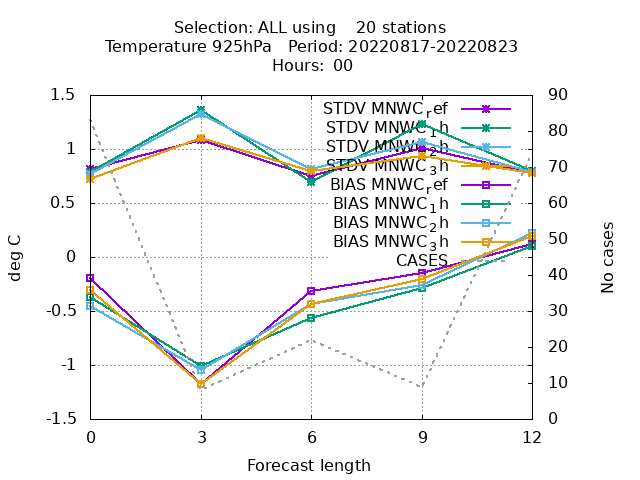 Selection: ALL using    20 stations
Temperature 925hPa   Period: 20220817-20220823
Hours:  00
1.5
1
0.5
0
-0.5
-1
-1.5
deg C
90
80
70
60
50
40
30
20
10
0
No cases
STDV MNWC_ref
STDV MNWC_1h
STDV MNWC_2h
STDV MNWC_3h
BIAS MNWC_ref
BIAS MNWC_1h
BIAS MNWC_2h
BIAS MNWC_3h
CASES
0 3 6 9 12
Forecast length